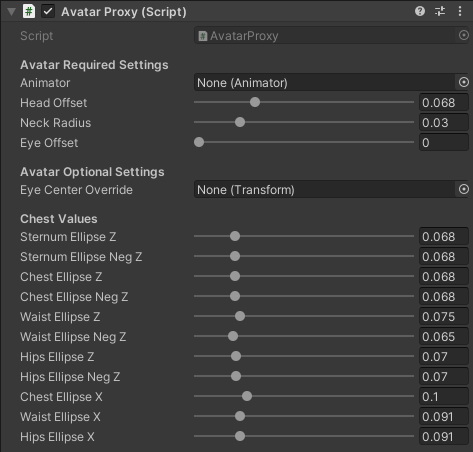 Avatar Proxy (Script)
Script AvatarProxy
Avatar Required Settings
Animator None (Animator)
Head Offset 0.068
Neck Radius 0.03
Eye Offset 0
Avatar Optional Settings
Eye Center Override None (Transform)
Chest Values
Sternum Ellipse Z 0.068
Sternum Ellipse Neg Z 0.068
Chest Ellipse Z 0.068
Chest Ellipse Neg Z 0.068
Waist Ellipse Z 0.075
Waist Ellipse Neg Z 0.065
Hips Ellipse Z 0.07
Hips Ellipse Neg Z 0.07
Chest Ellipse X 0.1
Waist Ellipse X 0.091
Hips Ellipse X 0.091